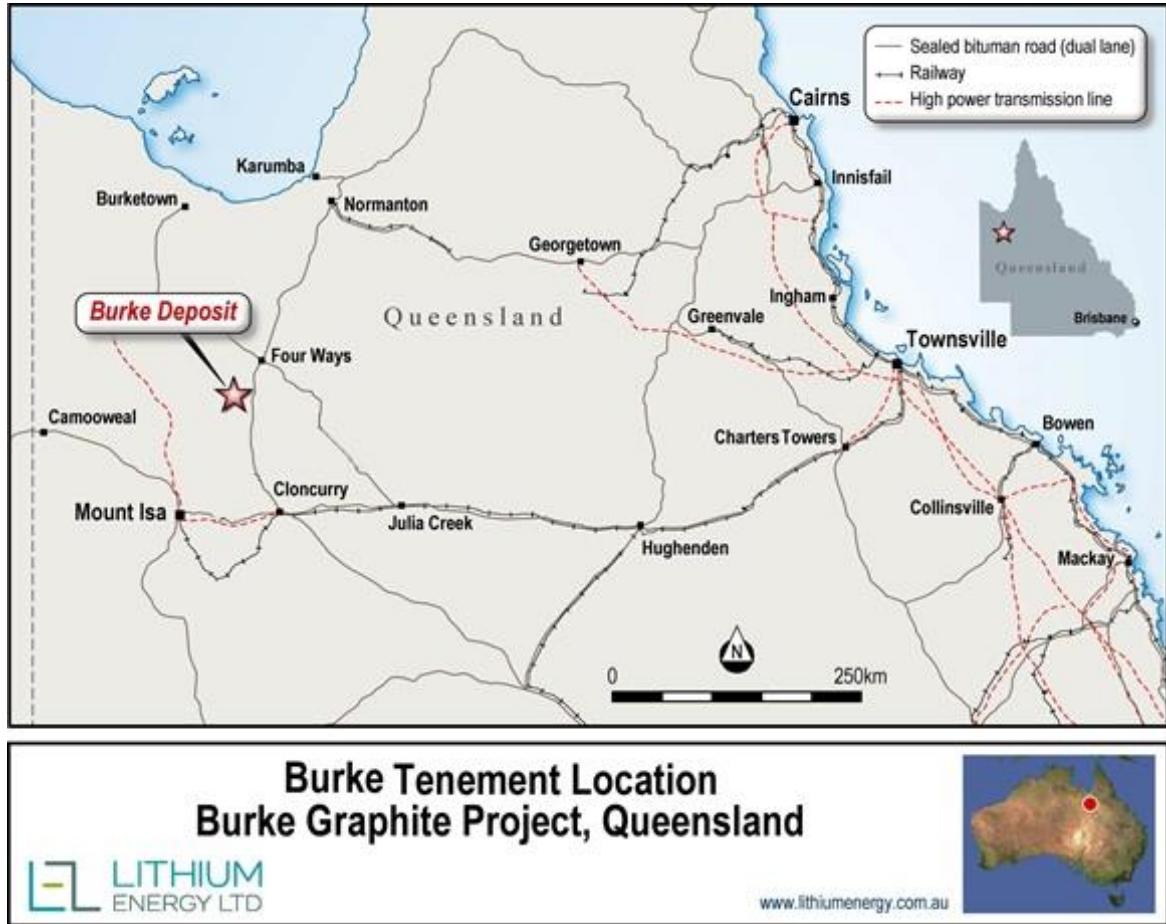 Sealed bituman road (dual lane)
Railway
High power transmission line
Cairns
Karumba
Innisfail
Burketown
Normanton
Georgetown
Queensland
Ingham
Burke Deposit
Queensland
Greenvale
Brisbane
Townsville
Four Ways
Camooweal
Bowen
Charters Towers
Cloncurry
Mount Isa
Julia Creek
Collinsville
Hughenden
Mackay
N
0 250km
Burke Tenement Location
Burke Graphite Project, Queensland
LITHIUM
ENERGY LTD
www.lithiumenergy.com.au